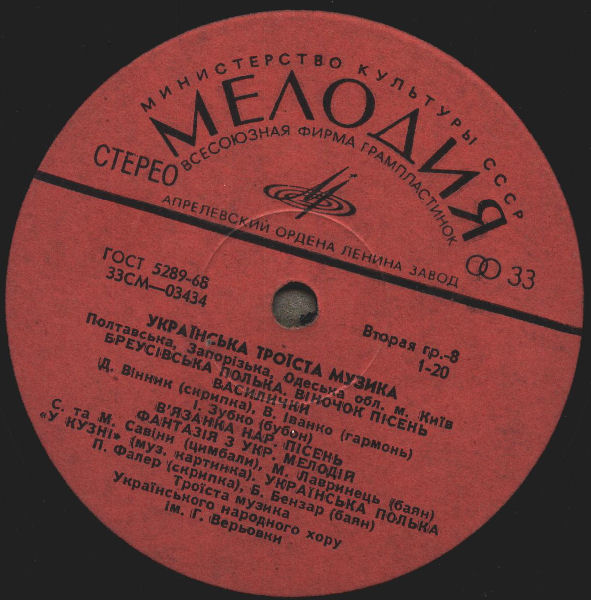 МИНИСТЕРСТВО КУЛЬТУРЫ СССР
МЕЛОДИЯ
ВСЕСОЮЗНАЯ ФИРМА ГРАМПЛАСТИНОК
СТЕРЕО
АПРЕЛЕВСКИЙ ОРДЕНА ЛЕНИНА ЗАВОД
33
ГОСТ 5289-68
33СМ—03434
Вторая гр.-8
1-20
УКРАЇНСЬКА ТРОЇСТА МУЗИКА
Полтавська, Запорізька, Одеська обл. м. Київ
БРЕУСІВСЬКА ПОЛЬКА. ВІНОЧОК ПІСЕНЬ
ВАСИЛИЧКИ
Д. Вінник (скрипка), В. Іванко (гармонь)
І. Зубко (бубон)
В'ЯЗАНКА НАР. ПІСЕНЬ
ФАНТАЗІЯ З УКР. МЕЛОДІЙ
С. та М. Савіни (цимбали), М. Лавринець (баян)
«У КУЗНІ» (муз. картинка). УКРАЇНСЬКА ПОЛЬКА
П. Фалер (скрипка), Б. Бензар (баян)
Троїста музика
Українського народного хору
ім. Г. Верьовки